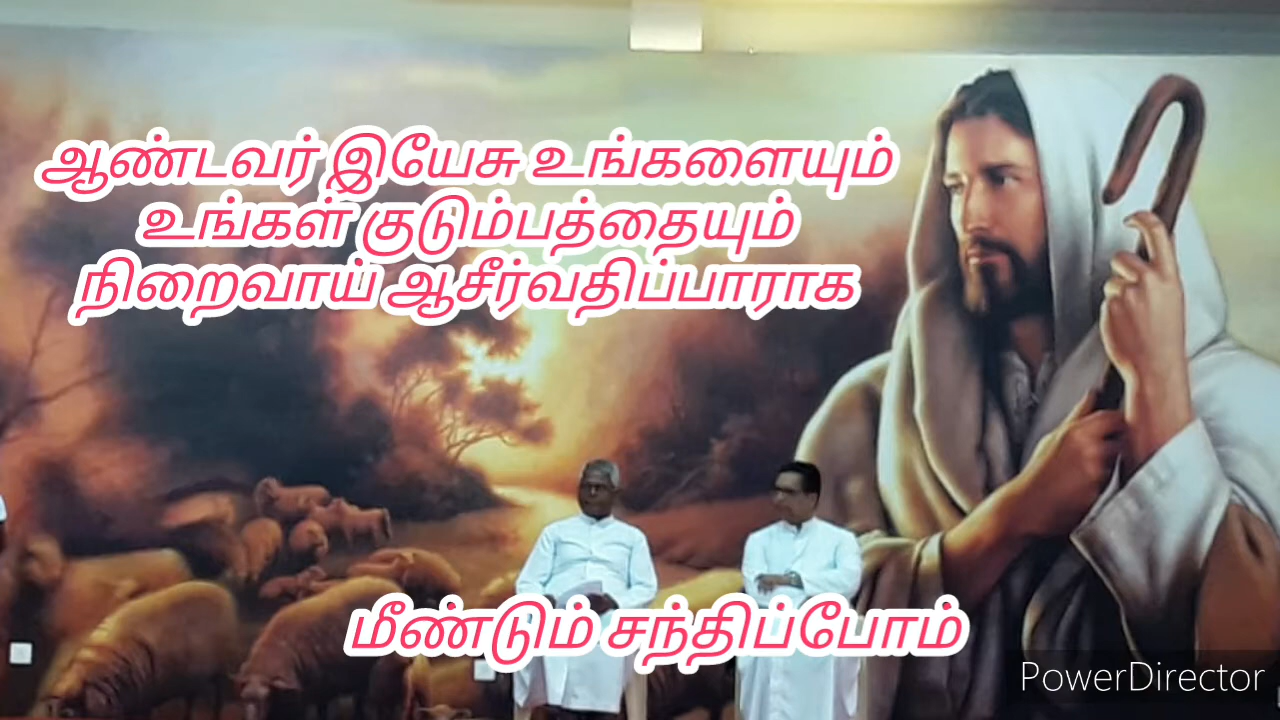 ஆண்டவர் இயேசு உங்களையும்
உங்கள் குடும்பத்தையும்
நிறைவாய் ஆசீர்வதிப்பாராக
மீண்டும் சந்திப்போம்
PowerDirector